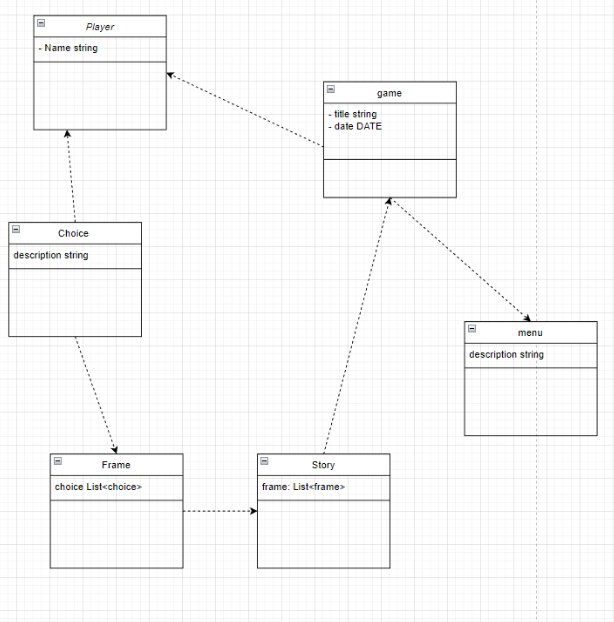 Player
- Name string
game
- title string
- date DATE
Choice
description string
menu
description string
Frame
choice List<choice>
Story
frame: List<frame>